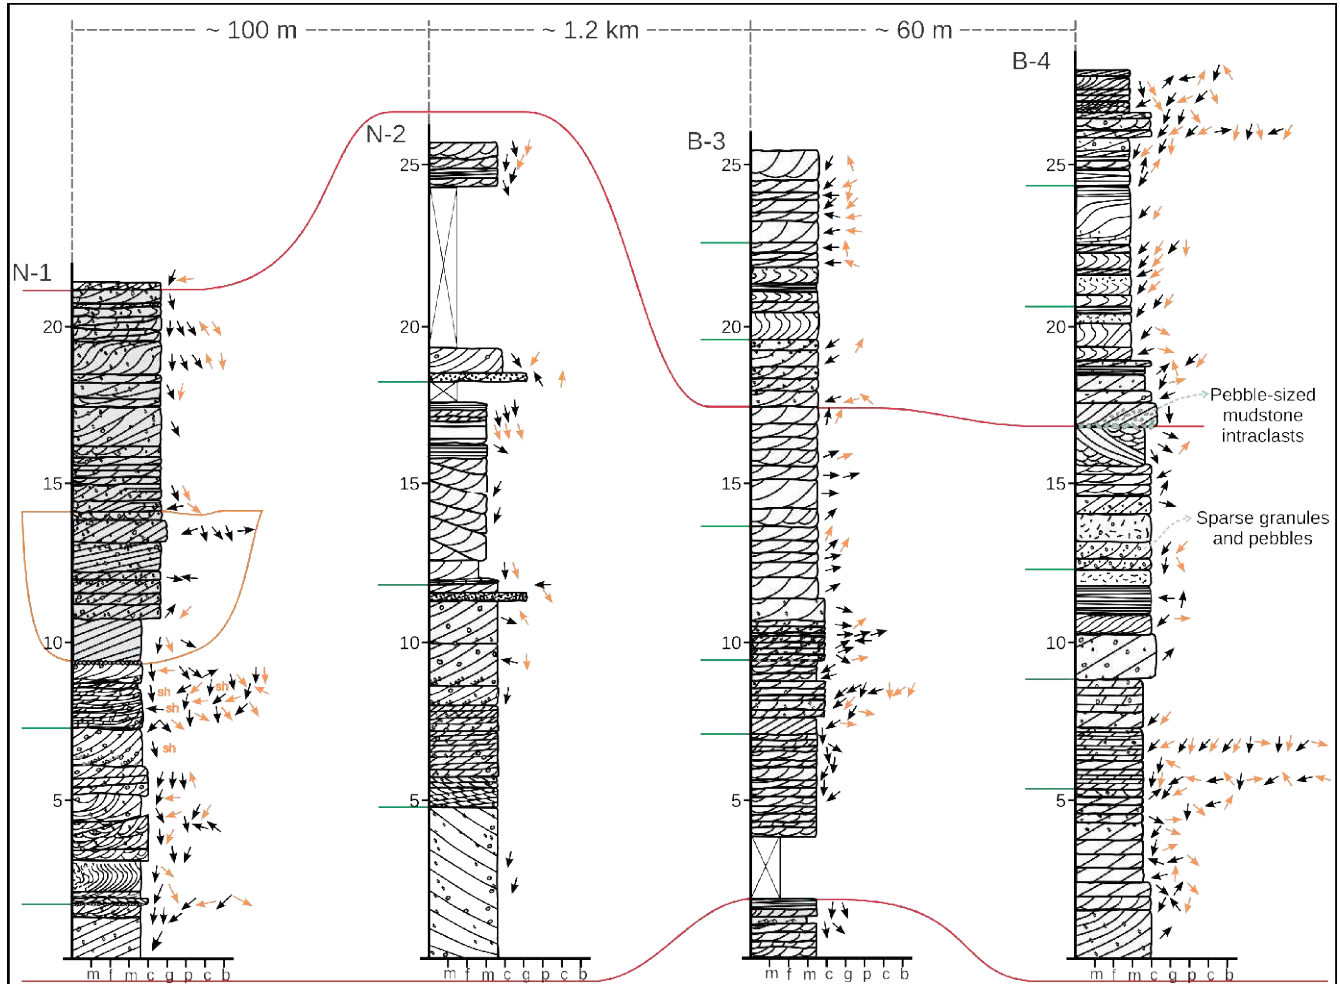 ~ 100 m
~ 1.2 km
~ 60 m
B-4
N-2
B-3
N-1
25
25
25
20
20
20
20
Pebble-sized
mudstone
intraclasts
15
15
15
15
Sparse granules
and pebbles
10
10
10
10
sh
sh
sh
sh
5
5
5
5
m f m c g p c b
m f m c g p c b
m f m c g p c b
m f m c g p c b